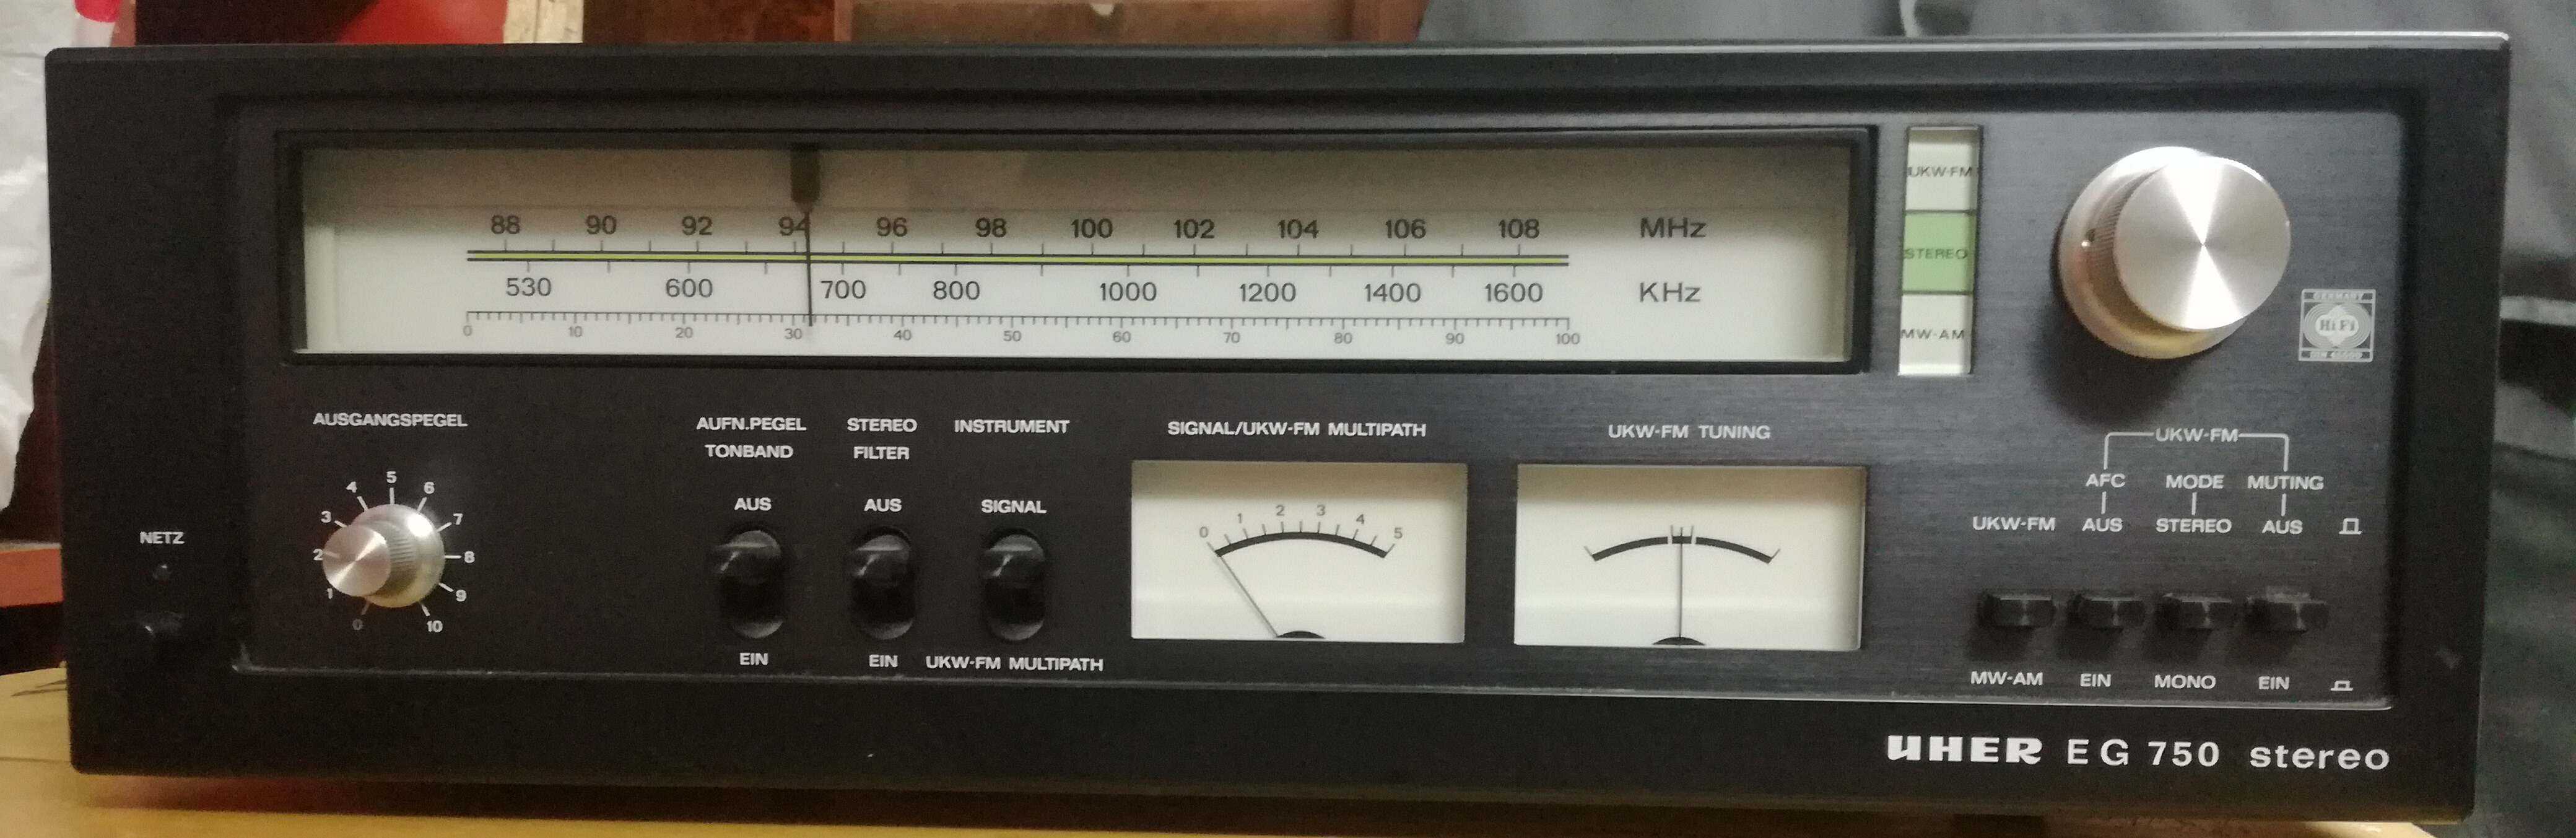 88 90 92 94 96 98 100 102 104 106 108 MHz
530 600 700 800 1000 1200 1400 1600 KHz
0 10 20 30 40 50 60 70 80 90 100
UKW-FM
STEREO
MW-AM
GERMANY
HiFi
AUSGANGSPEGEL
0 1 2 3 4 5 6 7 8 9 10
NETZ
AUFN.PEGEL
TONBAND
AUS
EIN
STEREO
FILTER
AUS
EIN
INSTRUMENT
SIGNAL
UKW-FM MULTIPATH
SIGNAL/UKW-FM MULTIPATH
0 1 2 3 4 5
UKW-FM TUNING
UKW-FM
AFC MODE MUTING
UKW-FM AUS STEREO AUS
MW-AM EIN MONO EIN
UHER EG 750 stereo